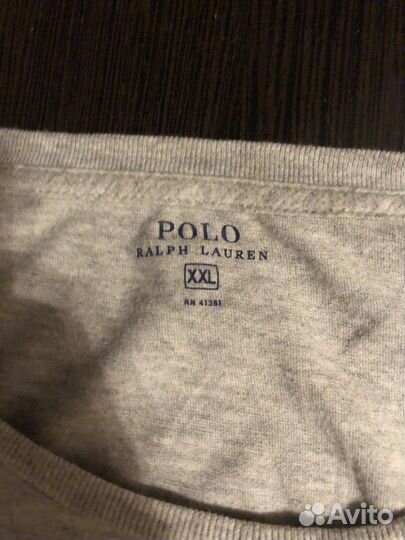 POLO
RALPH LAUREN
XXL
RN 41381
Avito